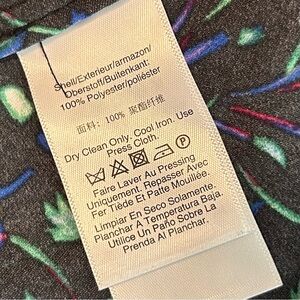 Shell/Exterieur/armazon/
Oberstoff/Buitenkant:
100% Polyester/poliéster
面料: 100% 聚酯纤维
Dry Clean Only. Cool Iron. Use
Press Cloth.
Faire Laver Au Pressing
Uniquement. Repasser Avec
Fer Tiède Et Patte Mouillée.
Limpiar En Seco Solamente.
Planchar A Temperatura Baja.
Utilice Un Paño Sobre La
Prenda Al Planchar.